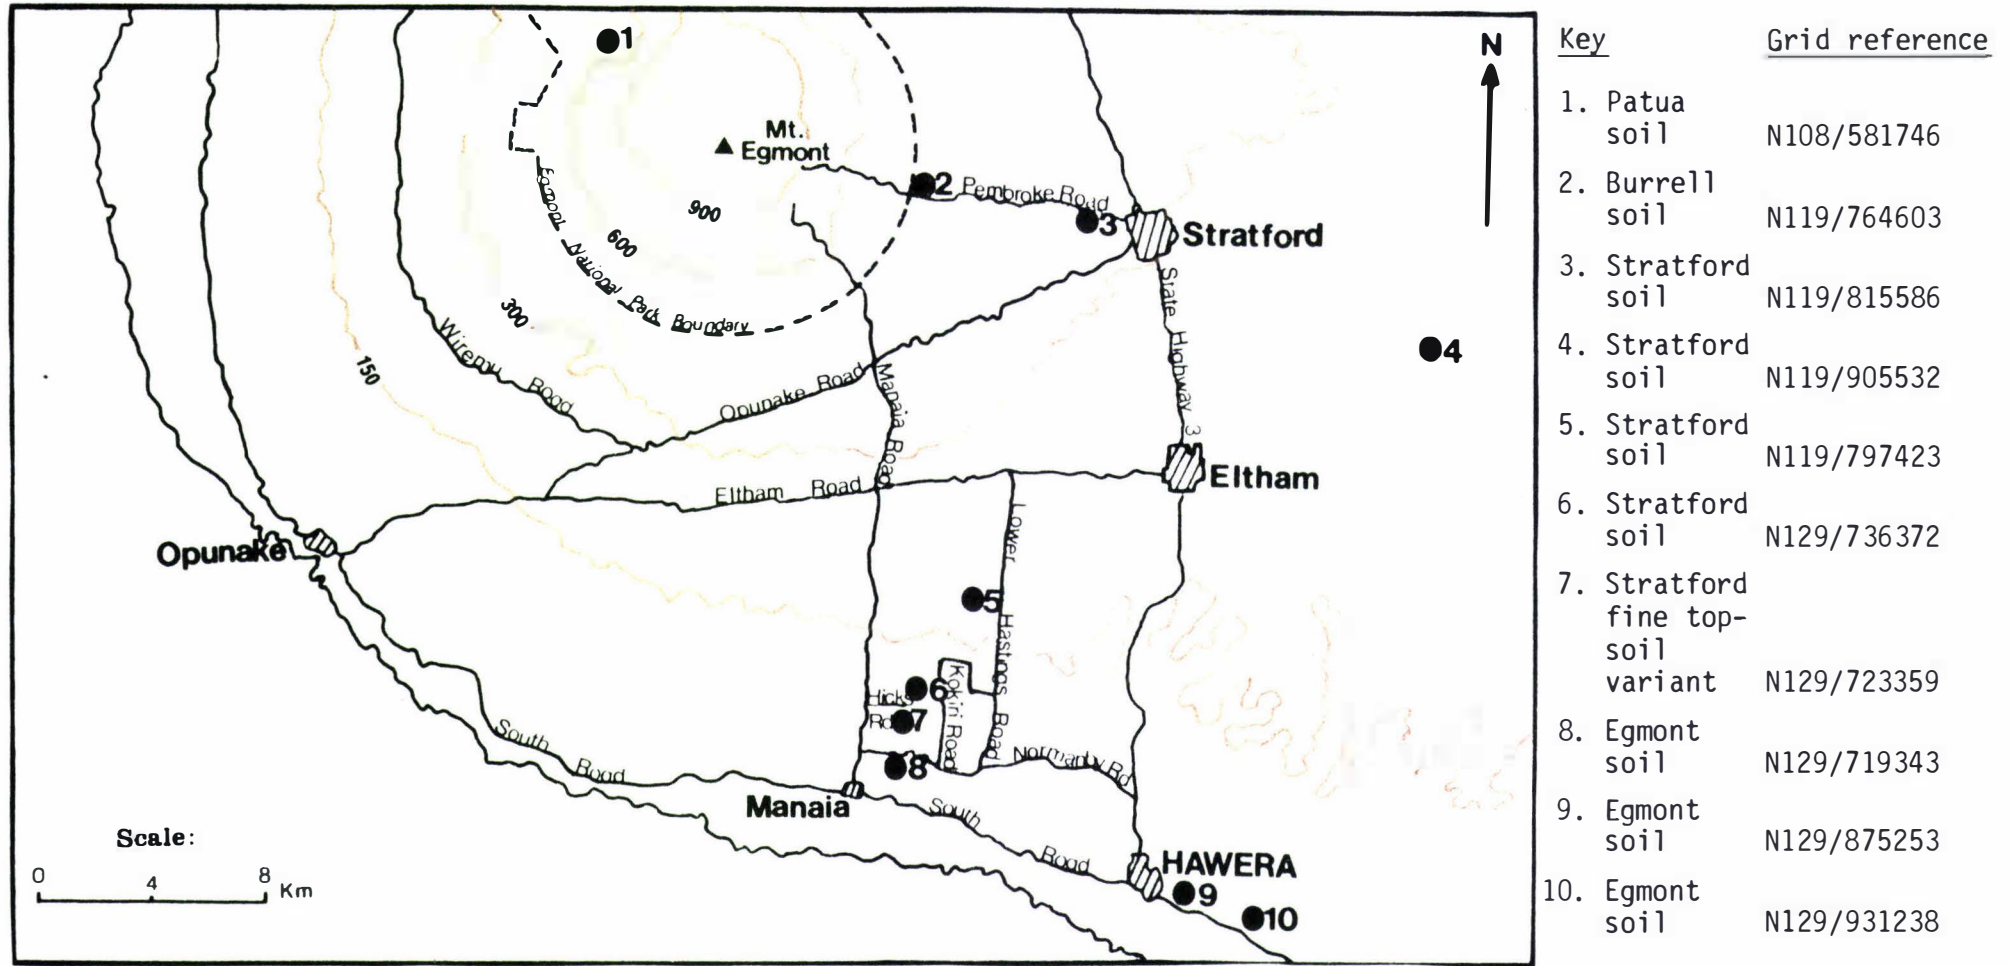 1
N
Mt.
Egmont
2
Pembroke Road
3
Stratford
900
600
300
150
Egmont National Park Boundary
State Highway 3
4
Wiremu Road
Opunake Road
Manaia Road
Eltham Road
Eltham
Opunake
Lower Hastings Road
5
6
Kokiri Road
Hicks
Rd
7
8
Normanby Rd
South Road
Manaia
South Road
HAWERA
9
10
Scale:
0 4 8 Km
Key Grid reference
1. Patua
soil N108/581746
2. Burrell
soil N119/764603
3. Stratford
soil N119/815586
4. Stratford
soil N119/905532
5. Stratford
soil N119/797423
6. Stratford
soil N129/736372
7. Stratford
fine top-
soil
variant N129/723359
8. Egmont
soil N129/719343
9. Egmont
soil N129/875253
10. Egmont
soil N129/931238